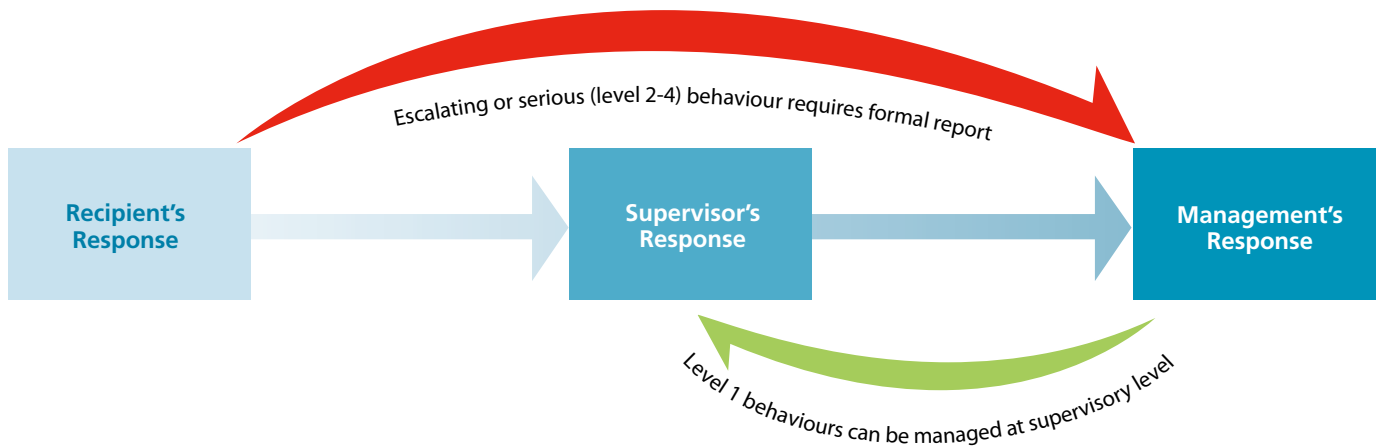 Escalating or serious (level 2-4) behaviour requires formal report
Recipient's
Response
Supervisor's
Response
Management's
Response
Level 1 behaviours can be managed at supervisory level